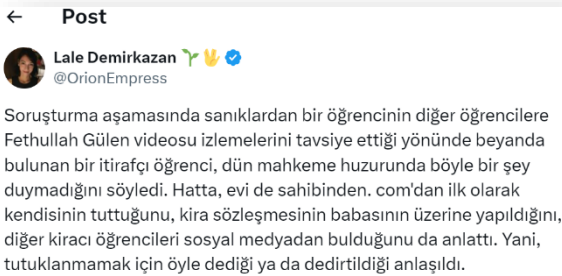 Post
Lale Demirkazan 🌱🖖
@OrionEmpress
Soruşturma aşamasında sanıklardan bir öğrencinin diğer öğrencilere
Fethullah Gülen videosu izlemelerini tavsiye ettiği yönünde beyanda
bulunan bir itirafçı öğrenci, dün mahkeme huzurunda böyle bir şey
duymadığını söyledi. Hatta, evi de sahibinden. com'dan ilk olarak
kendisinin tuttuğunu, kira sözleşmesinin babasının üzerine yapıldığını,
diğer kiracı öğrencileri sosyal medyadan bulduğunu da anlattı. Yani,
tutuklanmamak için öyle dediği ya da dedirtildiği anlaşıldı.